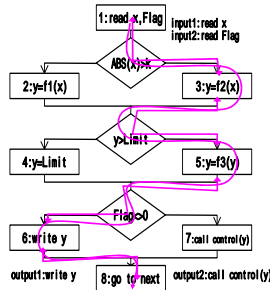 1:read x,Flag
input1:read x
input2:read Flag
ABS(x)>k
2:y=f1(x)
3:y=f2(x)
y>Limit
4:y=Limit
5:y=f3(y)
Flag>0
6:write y
7:call control(y)
output1:write y
output2:call control(y)
8:go to next